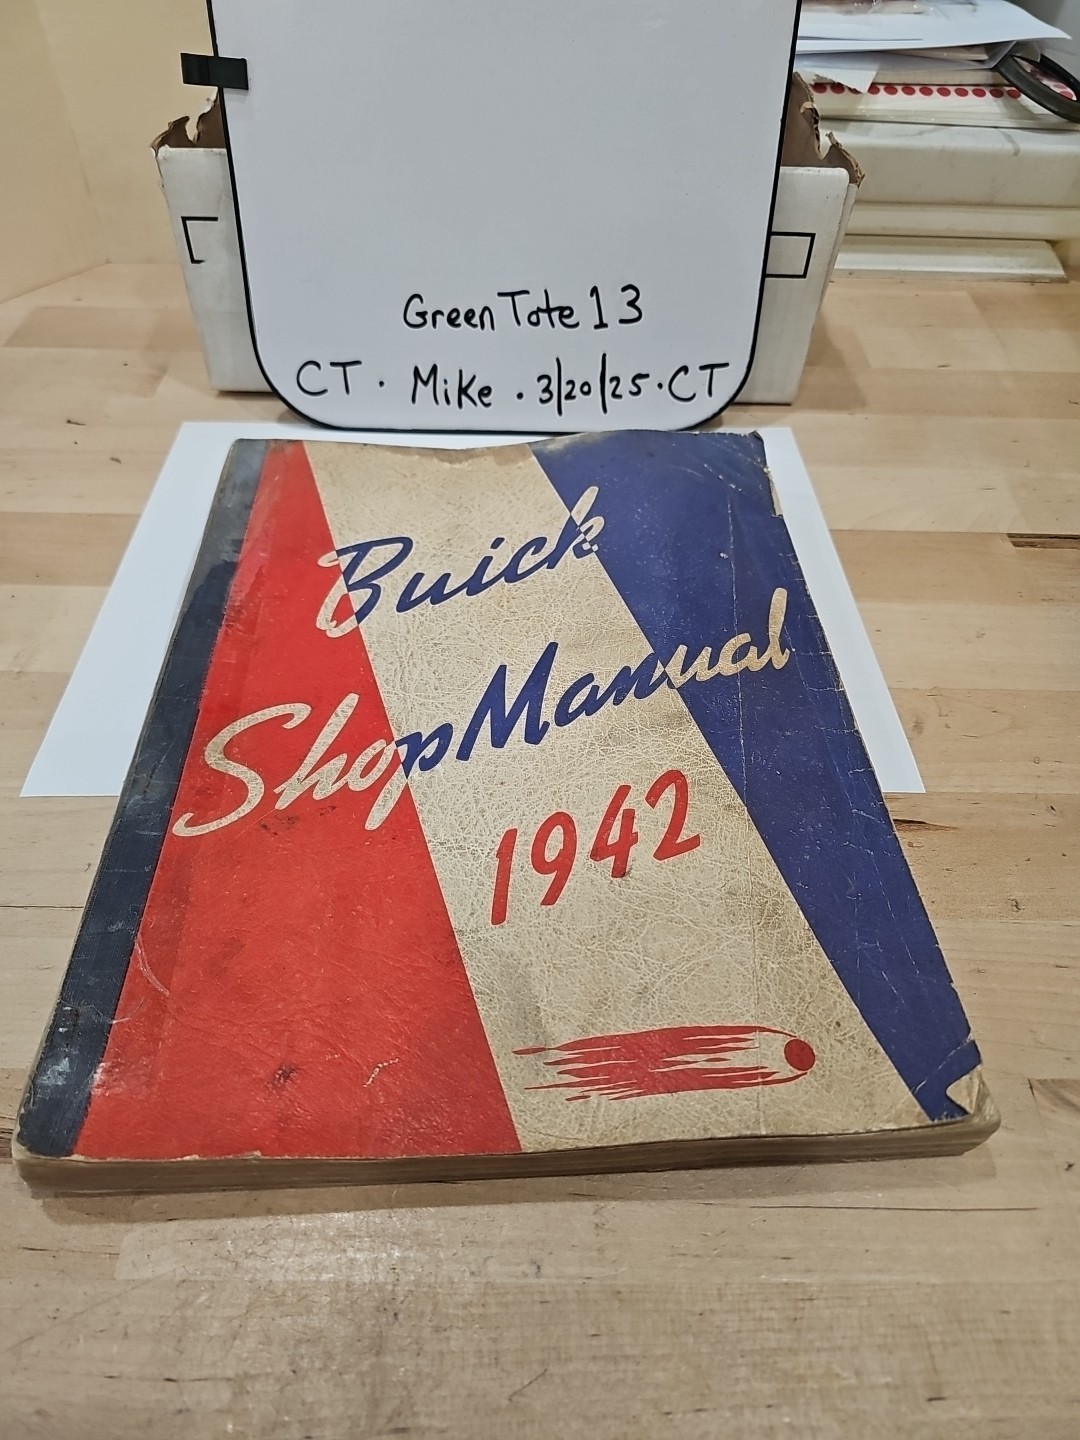 Green Tote 13
CT . Mike . 3/20/25 . CT
Buick
Shop Manual
1942